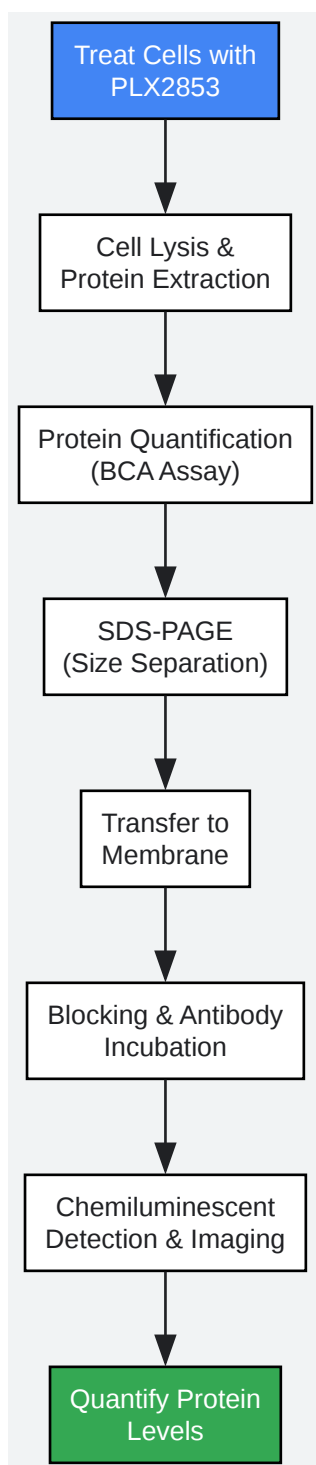 Treat Cells with
PLX2853
Cell Lysis &
Protein Extraction
Protein Quantification
(BCA Assay)
SDS-PAGE
(Size Separation)
Transfer to
Membrane
Blocking & Antibody
Incubation
Chemiluminescent
Detection & Imaging
Quantify Protein
Levels